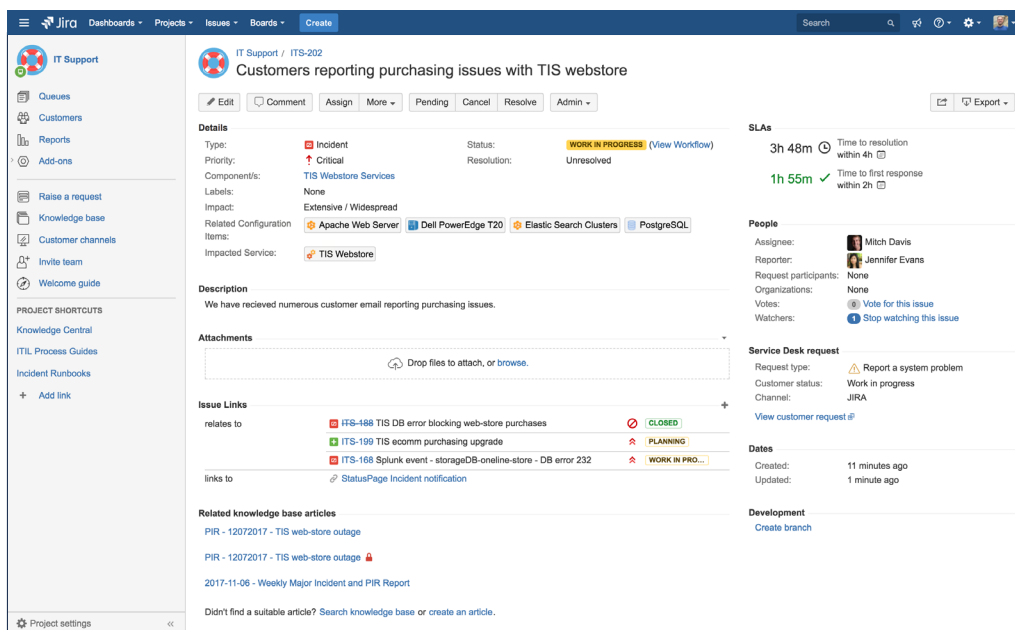 Jira Dashboards Projects Issues Boards Create Search
IT Support
Queues
Customers
Reports
Add-ons
Raise a request
Knowledge base
Customer channels
Invite team
Welcome guide
PROJECT SHORTCUTS
Knowledge Central
ITIL Process Guides
Incident Runbooks
+ Add link
Project settings
IT Support / ITS-202
Customers reporting purchasing issues with TIS webstore
Edit Comment Assign More Pending Cancel Resolve Admin Export
Details
Type: Incident Status: WORK IN PROGRESS (View Workflow)
Priority: Critical Resolution: Unresolved
Component/s: TIS Webstore Services
Labels: None
Impact: Extensive / Widespread
Related Configuration Items: Apache Web Server Dell PowerEdge T20 Elastic Search Clusters PostgreSQL
Impacted Service: TIS Webstore
Description
We have recieved numerous customer email reporting purchasing issues.
Attachments
Drop files to attach, or browse.
Issue Links
relates to
ITS-188 TIS DB error blocking web-store purchases CLOSED
ITS-199 TIS ecomm purchasing upgrade PLANNING
ITS-168 Splunk event - storageDB-oneline-store - DB error 232 WORK IN PRO...
links to StatusPage Incident notification
Related knowledge base articles
PIR - 12072017 - TIS web-store outage
PIR - 12072017 - TIS web-store outage
2017-11-06 - Weekly Major Incident and PIR Report
Didn't find a suitable article? Search knowledge base or create an article.
SLAs
3h 48m Time to resolution
within 4h
1h 55m Time to first response
within 2h
People
Assignee: Mitch Davis
Reporter: Jennifer Evans
Request participants: None
Organizations: None
Votes: 0 Vote for this issue
Watchers: 1 Stop watching this issue
Service Desk request
Request type: Report a system problem
Customer status: Work in progress
Channel: JIRA
View customer request
Dates
Created: 11 minutes ago
Updated: 1 minute ago
Development
Create branch